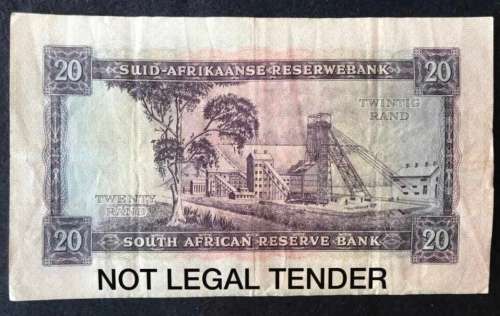 20 SUID-AFRIKAANSE RESERWEBANK 20
TWINTIG
RAND
TWENTY
RAND
20 SOUTH AFRICAN RESERVE BANK 20
NOT LEGAL TENDER